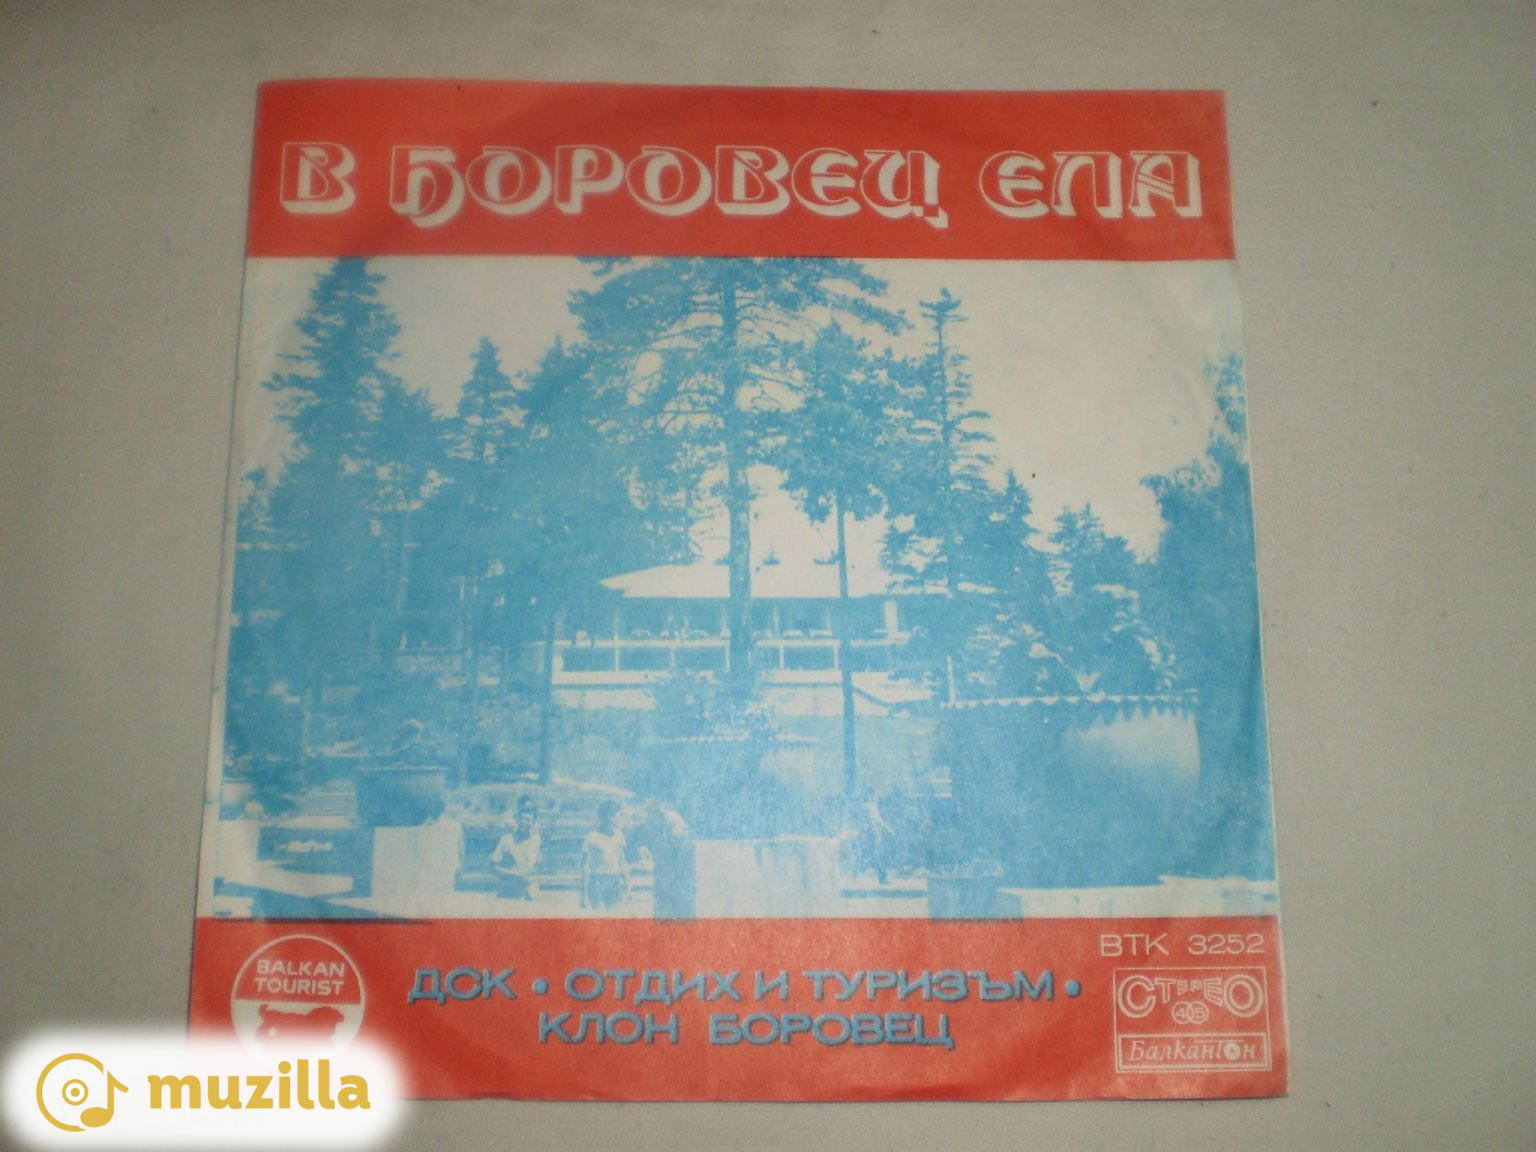 В БОРОВЕЦ ЕЛА
BALKAN
TOURIST
ДСК • ОТДИХ И ТУРИЗЪМ •
КЛОН БОРОВЕЦ
ВТК 3252
СТЕРЕО
45
Балкантон
muzilla